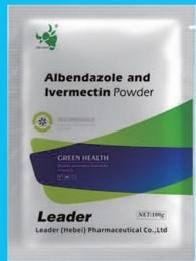 Albendazole and
Ivermectin Powder
GREEN HEALTH
Leader
NET:100g
Leader (Hebei) Pharmaceutical Co.,Ltd